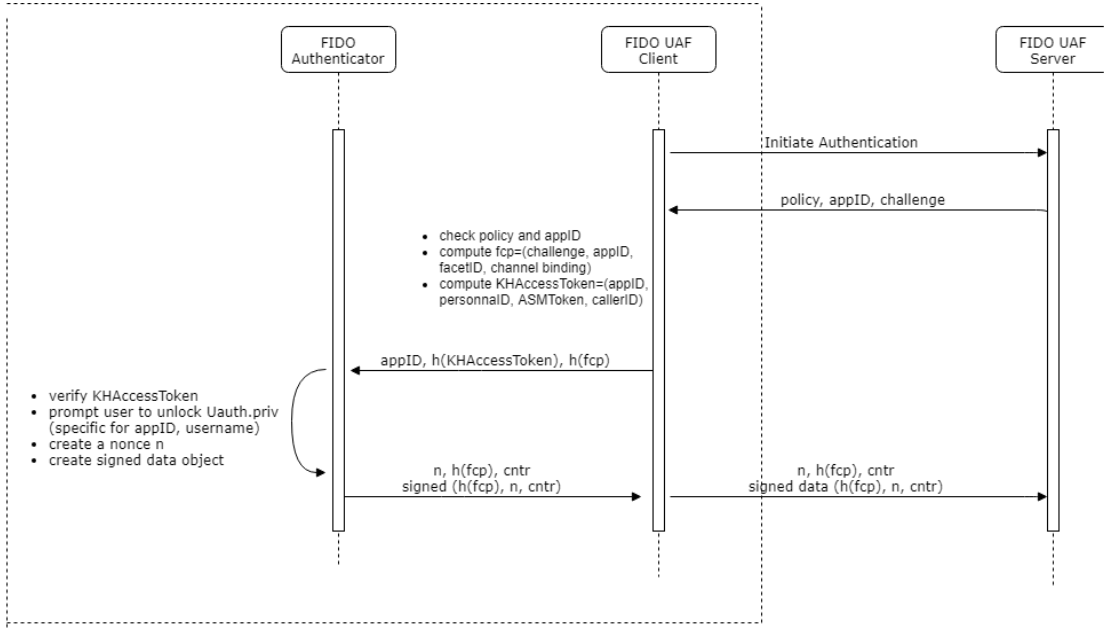 FIDO
Authenticator
FIDO UAF
Client
FIDO UAF
Server
Initiate Authentication
policy, appID, challenge
• check policy and appID
• compute fcp=(challenge, appID,
facetID, channel binding)
• compute KHAccessToken=(appID,
personnaID, ASMToken, callerID)
appID, h(KHAccessToken), h(fcp)
• verify KHAccessToken
• prompt user to unlock Uauth.priv
(specific for appID, username)
• create a nonce n
• create signed data object
n, h(fcp), cntr
signed (h(fcp), n, cntr)
n, h(fcp), cntr
signed data (h(fcp), n, cntr)